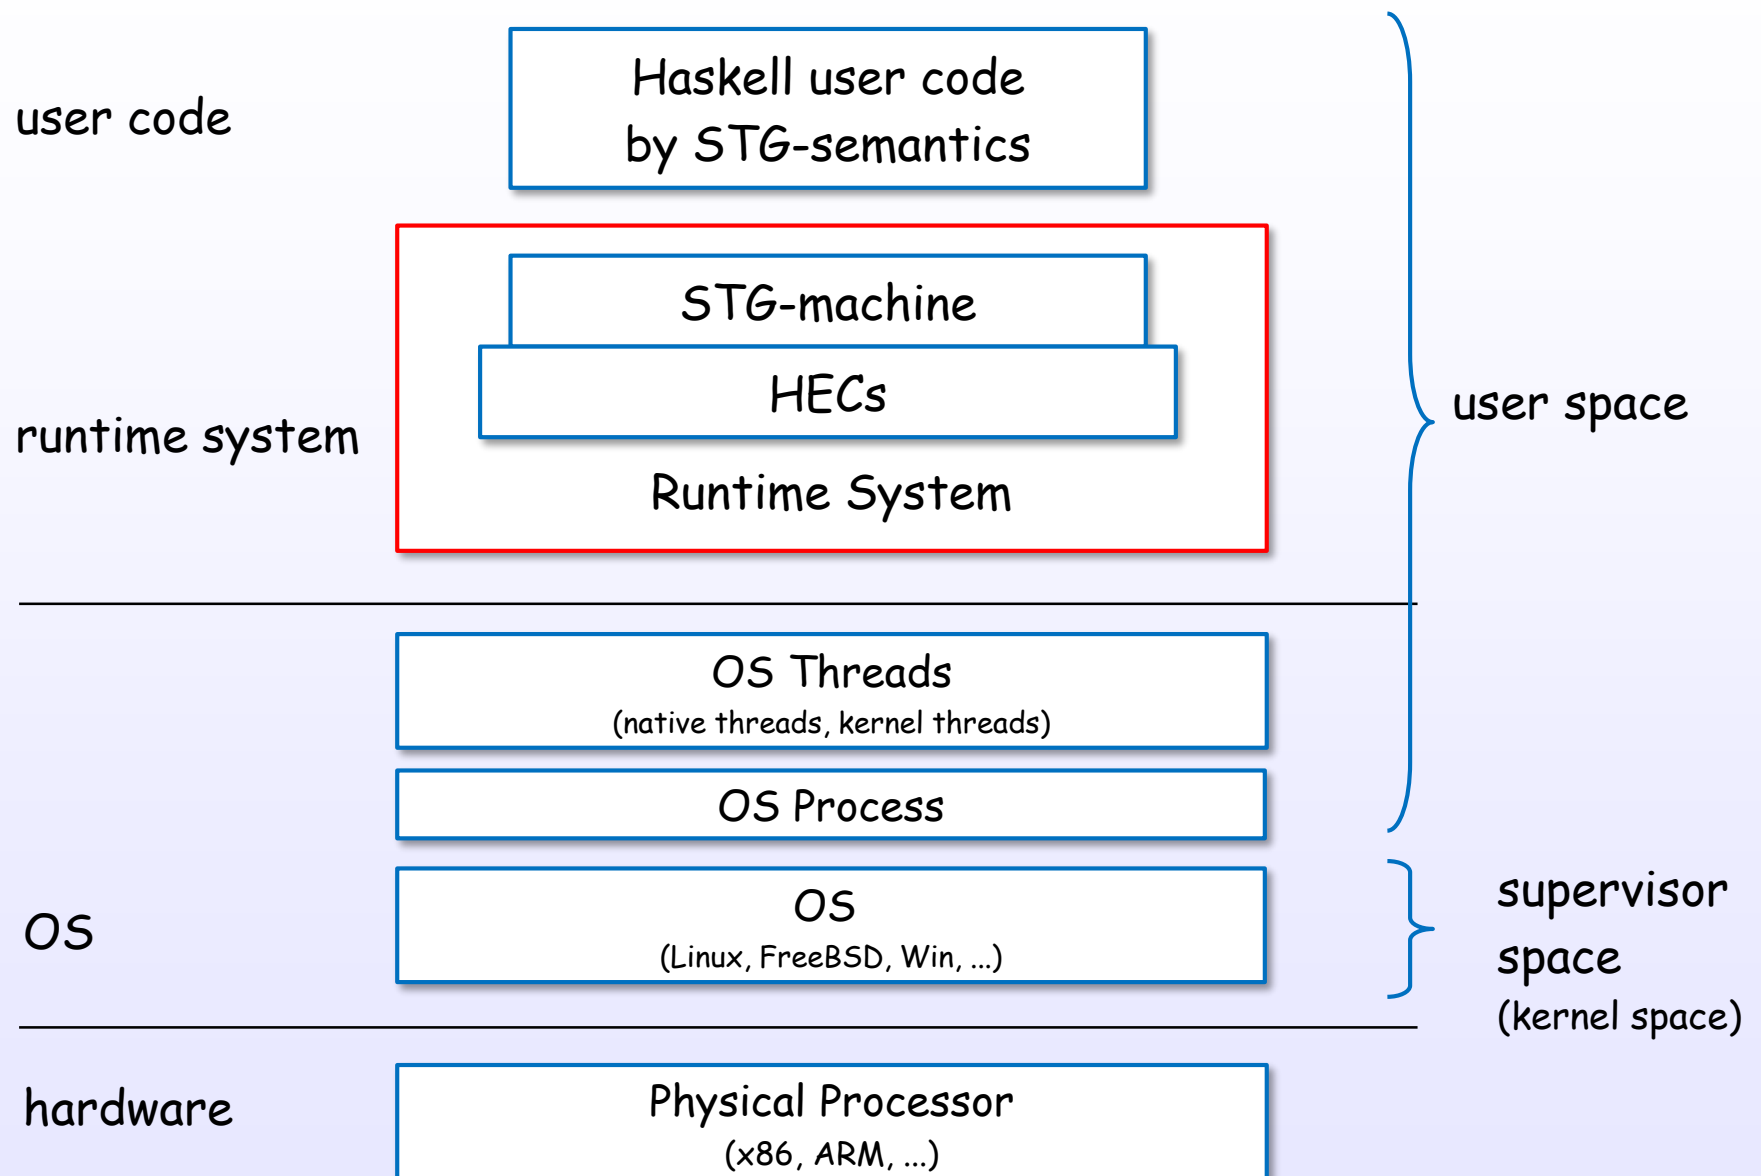 user code
Haskell user code
by STG-semantics
runtime system
STG-machine
HECs
Runtime System
user space
OS Threads
(native threads, kernel threads)
OS Process
OS
OS
(Linux, FreeBSD, Win, ...)
supervisor
space
(kernel space)
hardware
Physical Processor
(x86, ARM, ...)